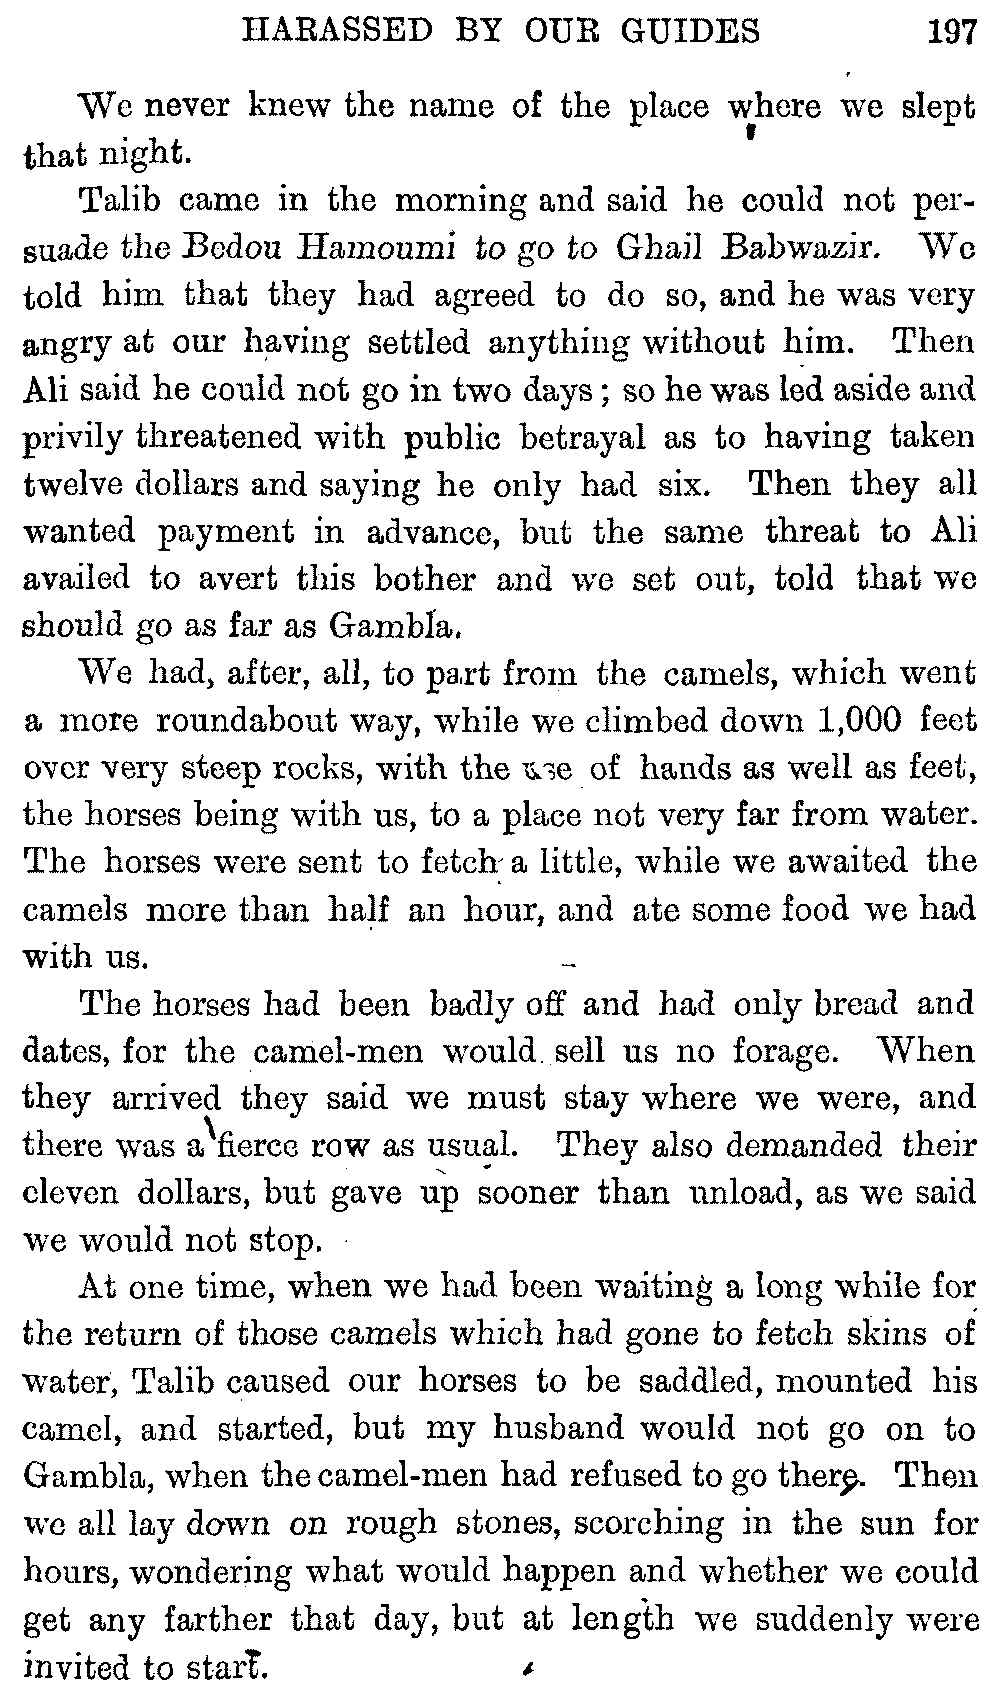 HARASSED BY OUR GUIDES 197
We never knew the name of the place where we slept
that night.
Talib came in the morning and said he could not per-
suade the Bedou Hamoumi to go to Ghail Babwazir. We
told him that they had agreed to do so, and he was very
angry at our having settled anything without him. Then
Ali said he could not go in two days; so he was led aside and
privily threatened with public betrayal as to having taken
twelve dollars and saying he only had six. Then they all
wanted payment in advance, but the same threat to Ali
availed to avert this bother and we set out, told that we
should go as far as Gambla.
We had, after, all, to part from the camels, which went
a more roundabout way, while we climbed down 1,000 feet
over very steep rocks, with the use of hands as well as feet,
the horses being with us, to a place not very far from water.
The horses were sent to fetch a little, while we awaited the
camels more than half an hour, and ate some food we had
with us.
The horses had been badly off and had only bread and
dates, for the camel-men would sell us no forage. When
they arrived they said we must stay where we were, and
there was a fierce row as usual. They also demanded their
eleven dollars, but gave up sooner than unload, as we said
we would not stop.
At one time, when we had been waiting a long while for
the return of those camels which had gone to fetch skins of
water, Talib caused our horses to be saddled, mounted his
camel, and started, but my husband would not go on to
Gambla, when the camel-men had refused to go there. Then
we all lay down on rough stones, scorching in the sun for
hours, wondering what would happen and whether we could
get any farther that day, but at length we suddenly were
invited to start.